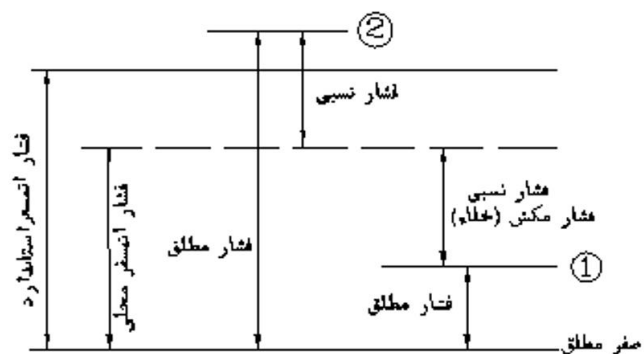 ②
فشار نسبی
فشار اتمسفر استاندارد
فشار اتمسفر محلی
فشار مطلق
فشار نسبی
فشار مکش (خلاء)
①
فشار مطلق
صفر مطلق